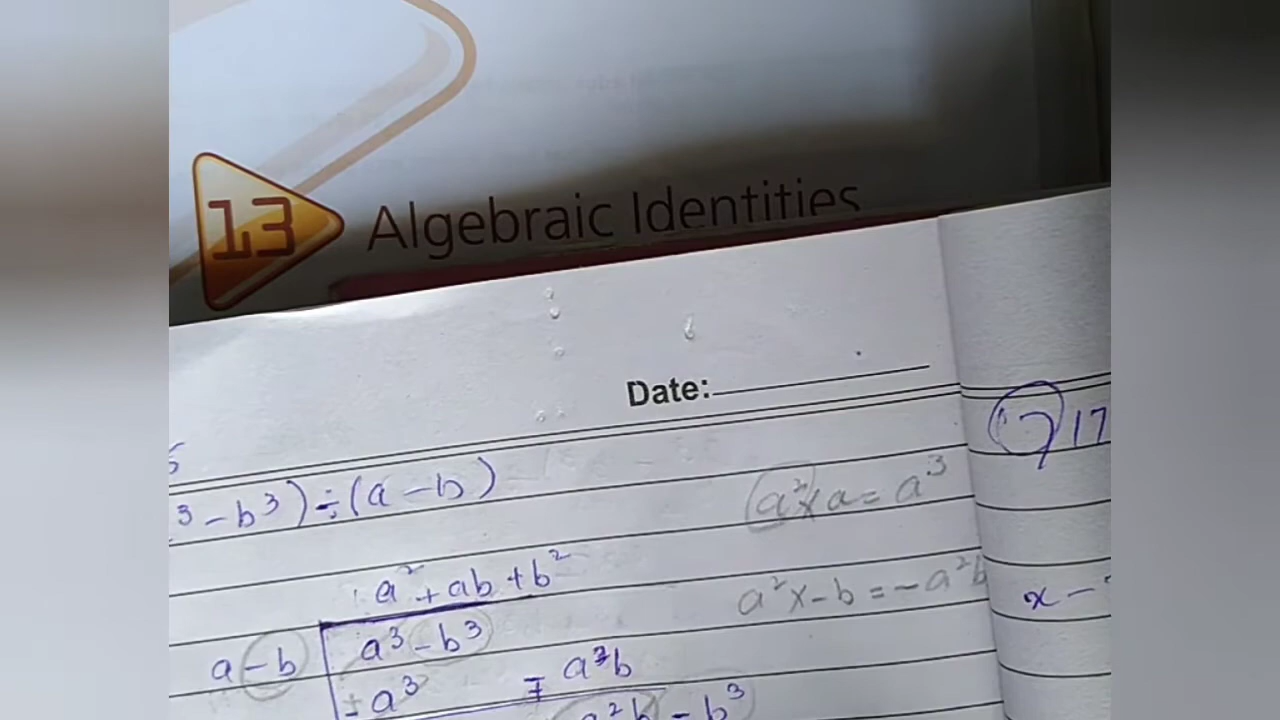 13 Algebraic Identities
Date:
³ - b³) ÷ (a - b)
a² × a = a³
a² + ab + b²
a² × - b = - a²b
a - b
a³ - b³
± a³ ∓ a²b
a²b - b³
17
x -